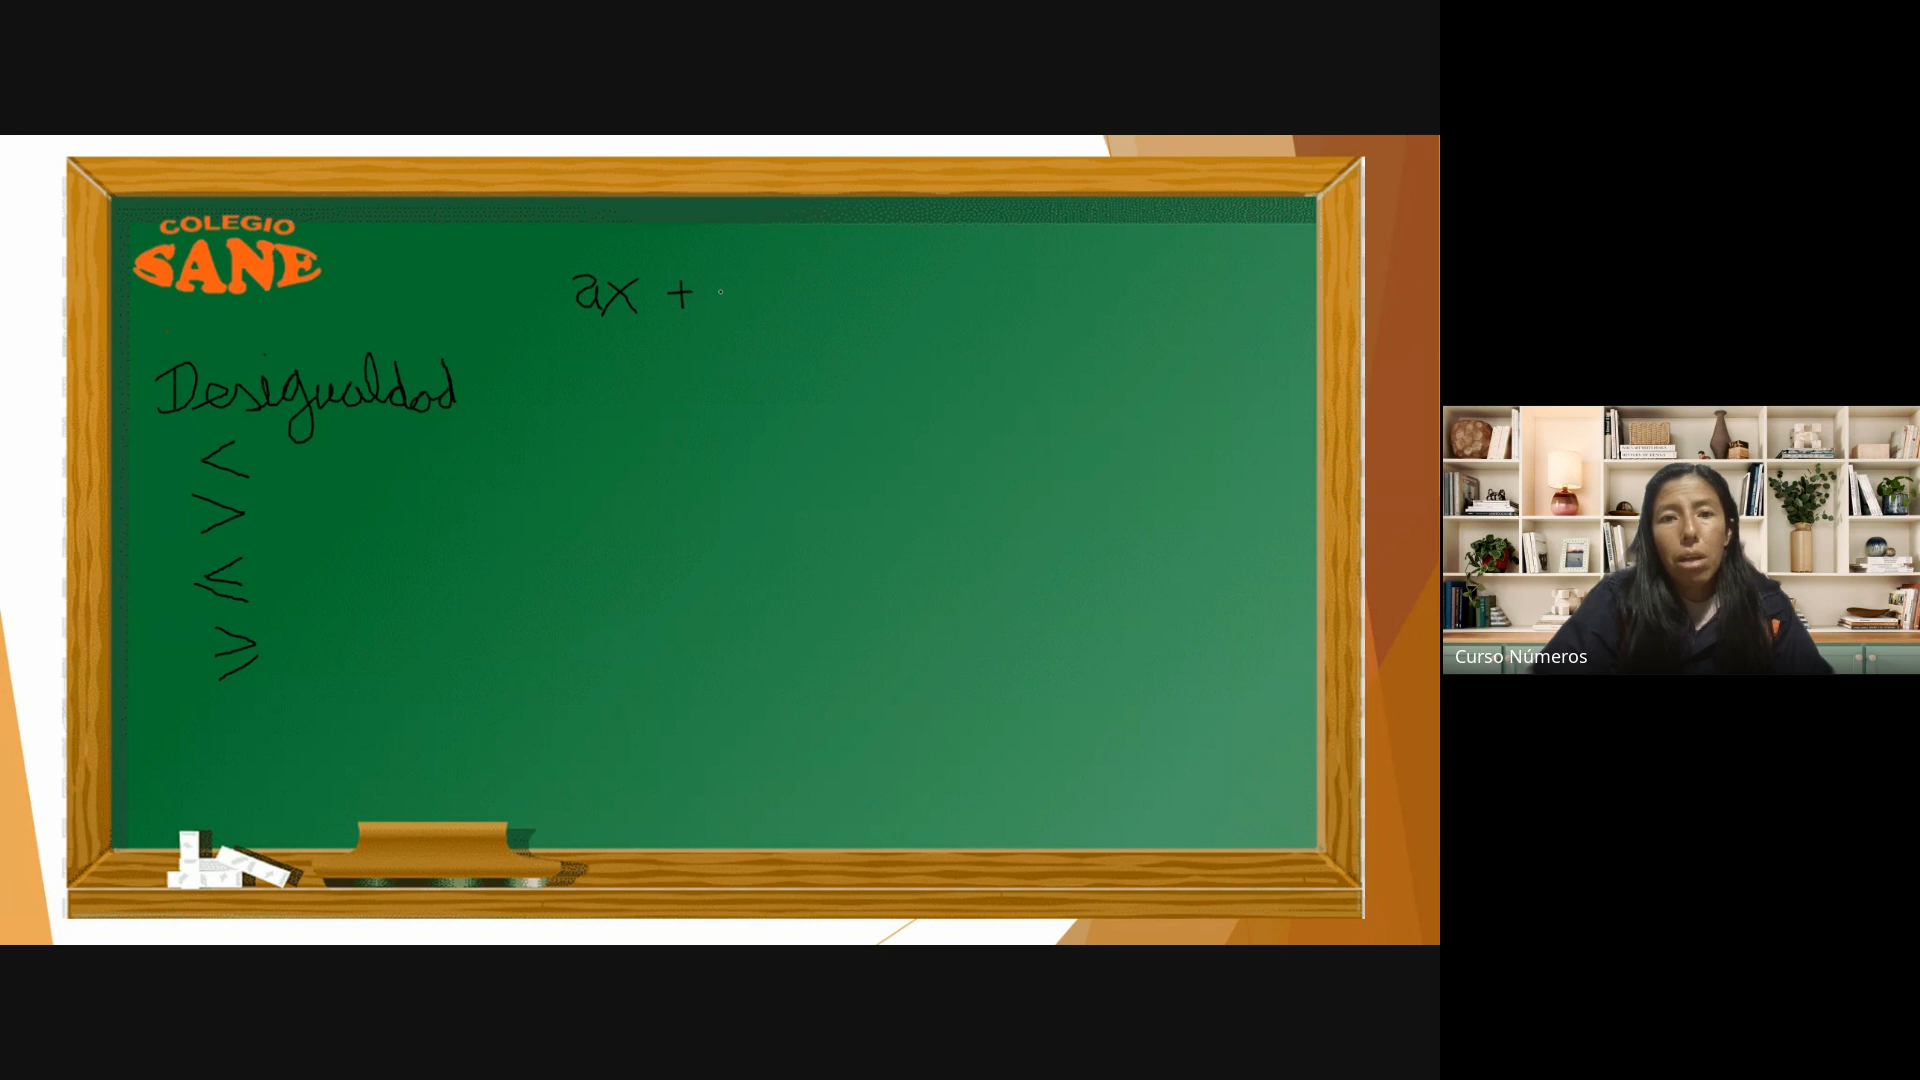 COLEGIO
SANE
ax +
Desigualdad
<
>
≤
≥
Curso Números